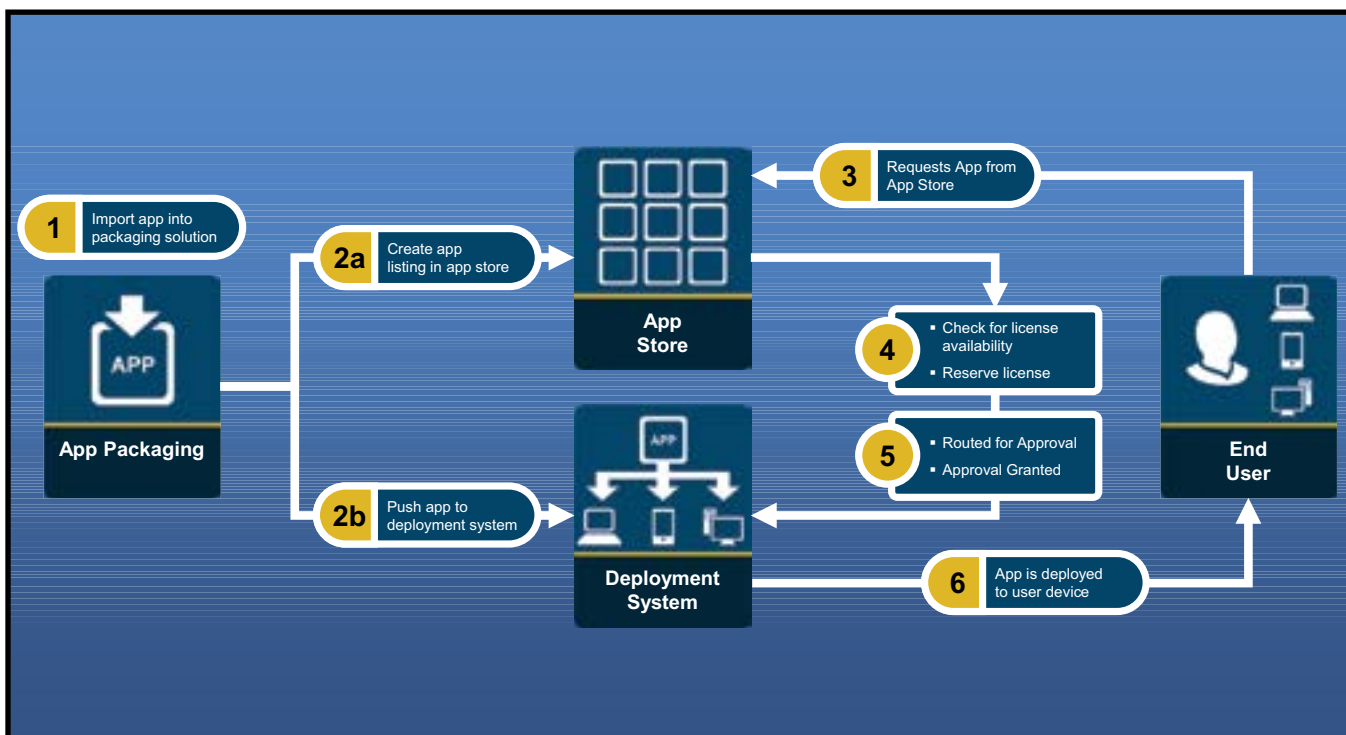 1
Import app into
packaging solution
APP
App Packaging
2a
Create app
listing in app store
2b
Push app to
deployment system
App
Store
APP
Deployment
System
3
Requests App from
App Store
4
▪ Check for license
availability
▪ Reserve license
5
▪ Routed for Approval
▪ Approval Granted
6
App is deployed
to user device
End
User